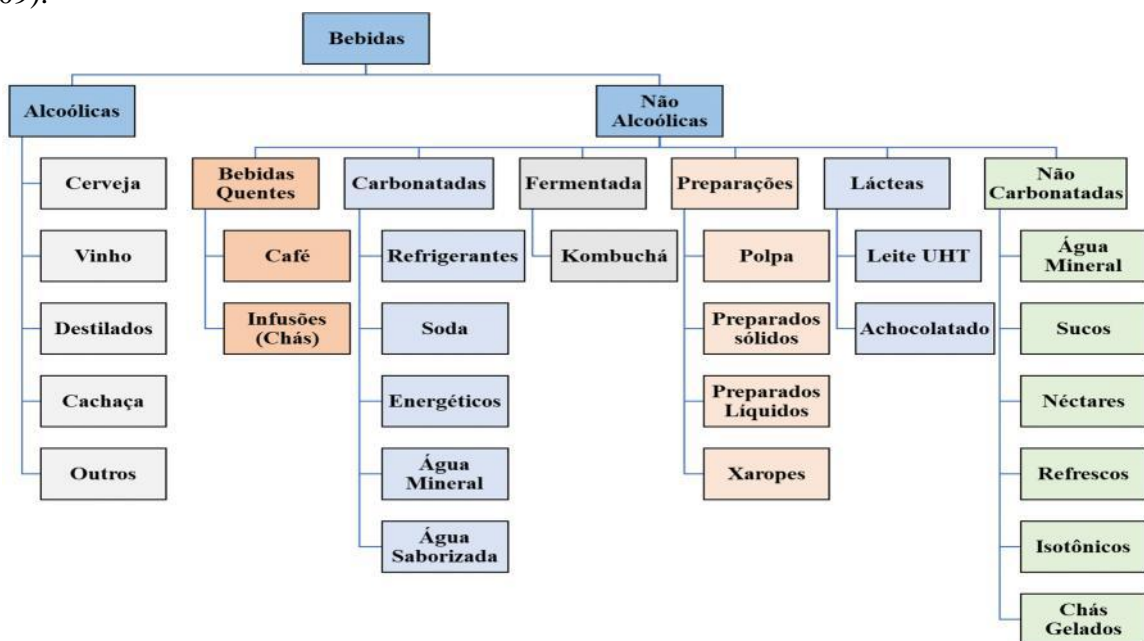 Bebidas
Alcoólicas
Não
Alcoólicas
Cerveja
Vinho
Destilados
Cachaça
Outros
Bebidas
Quentes
Café
Infusões
(Chás)
Carbonatadas
Refrigerantes
Soda
Energéticos
Água
Mineral
Água
Saborizada
Fermentada
Kombuchá
Preparações
Polpa
Preparados
sólidos
Preparados
Líquidos
Xaropes
Lácteas
Leite UHT
Achocolatado
Não
Carbonatadas
Água
Mineral
Sucos
Néctares
Refrescos
Isotônicos
Chás
Gelados